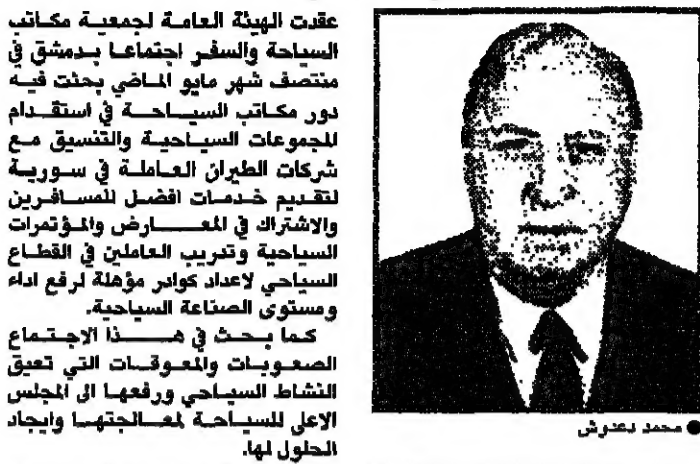 عقدت الهيئة العامة لجمعية مكاتب
السياحة والسفر اجتماعا بدمشق في
منتصف شهر مايو الماضي بحثت فيه
دور مكاتب السياحة في استقدام
المجموعات السياحية والتنسيق مع
شركات الطيران العاملة في سورية
لتقديم خدمات افضل للمسافرين
والاشتراك في المعارض والمؤتمرات
السياحية وتدريب العاملين في القطاع
السياحي لاعداد كوادر مؤهلة لرفع اداء
ومستوى الصناعة السياحية.
كما بحث في هذا الاجتماع
الصعوبات والمعوقات التي تعيق
النشاط السياحي ورفعها الى المجلس
الاعلى للسياحة لمعالجتها وايجاد
الحلول لها.
● محمد دعدوش